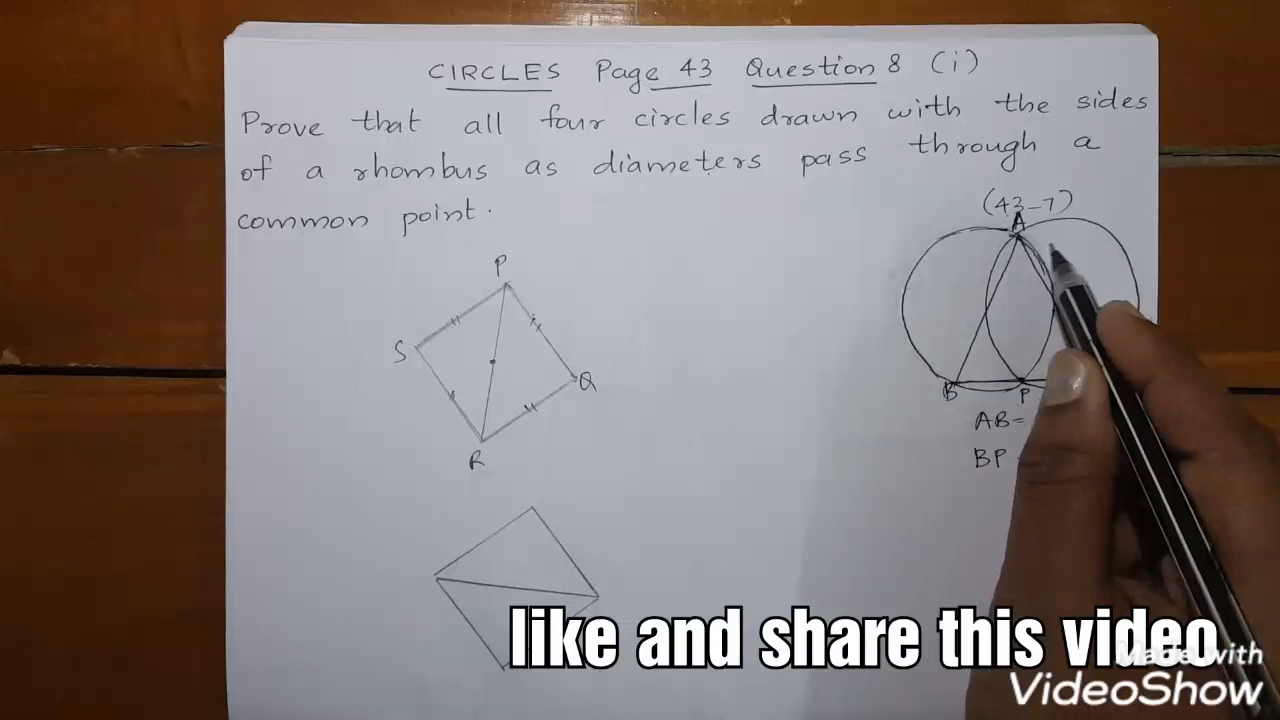 CIRCLES Page 43 Question 8 (i)
Prove that all four circles drawn with the sides
of a rhombus as diameters pass through a
common point.
(43-7)
A
P
S
Q
R
B P
AB=
BP
like and share this video
Made with
VideoShow